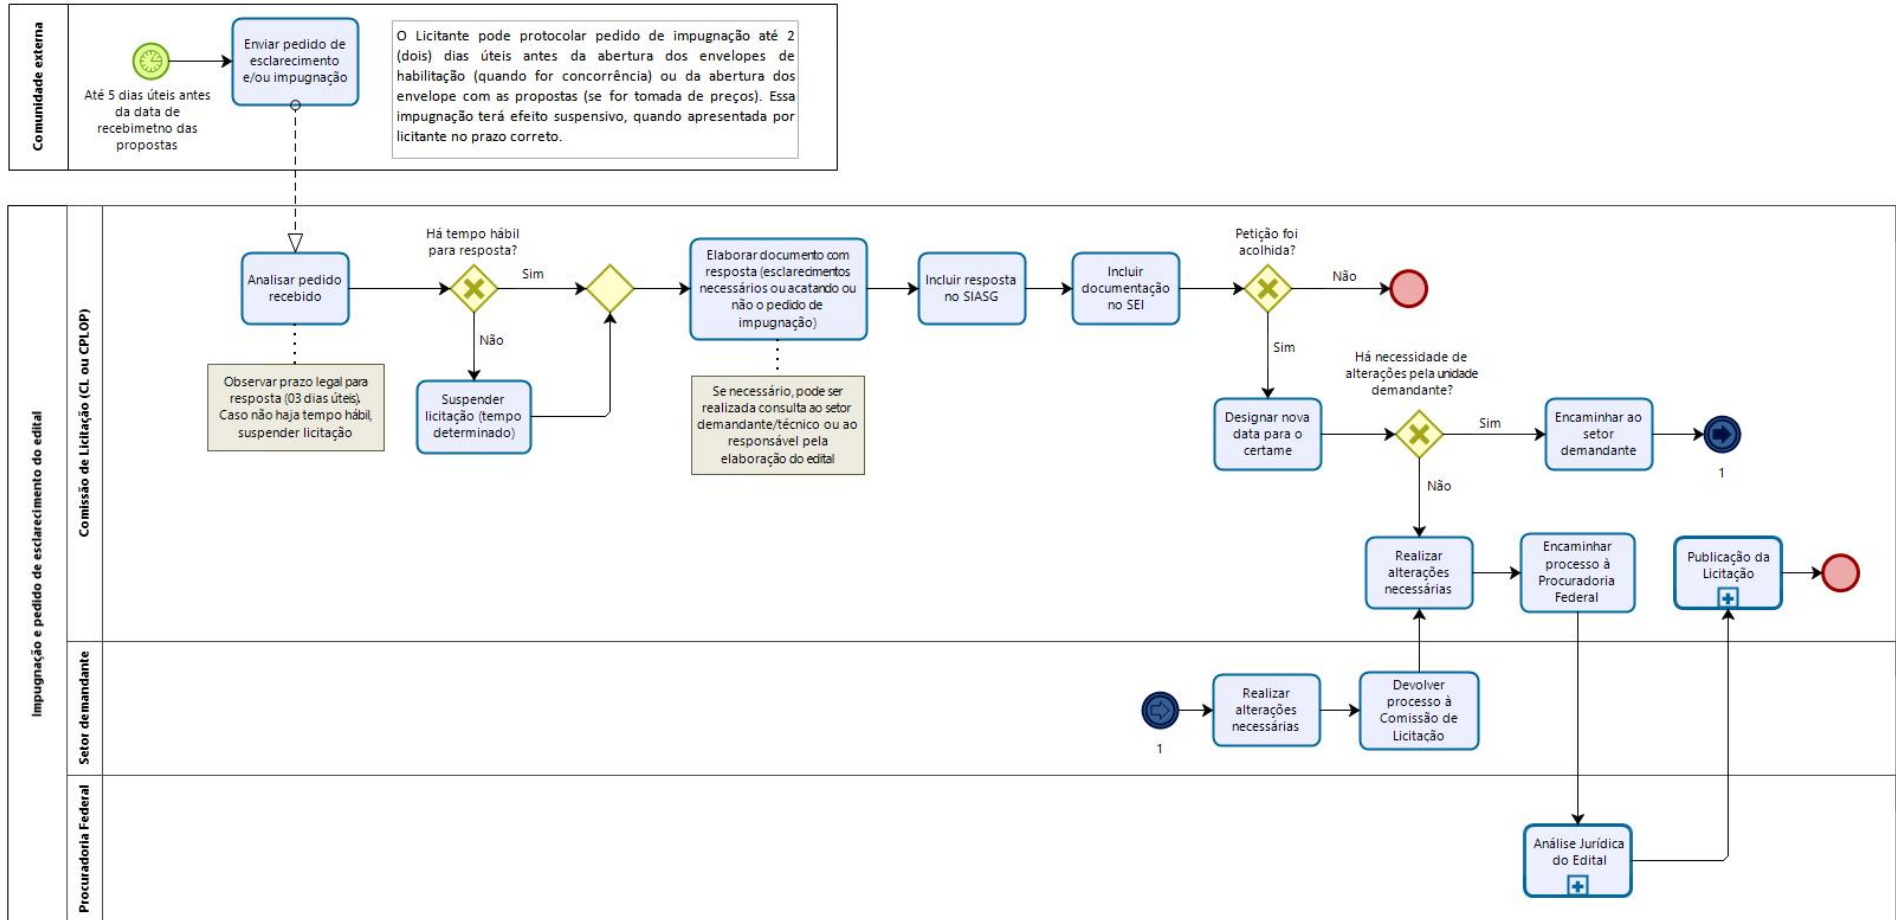 Comunidade externa
Até 5 dias úteis antes
da data de
recebimetno das
propostas
Enviar pedido de
esclarecimento
e/ou impugnação
O Licitante pode protocolar pedido de impugnação até 2
(dois) dias úteis antes da abertura dos envelopes de
habilitação (quando for concorrência) ou da abertura dos
envelope com as propostas (se for tomada de preços). Essa
impugnação terá efeito suspensivo, quando apresentada por
licitante no prazo correto.
Impugnação e pedido de esclarecimento do edital
Comissão de Licitação (CL ou CPLOP)
Analisar pedido
recebido
Observar prazo legal para
resposta (03 dias úteis).
Caso não haja tempo hábil,
suspender licitação
Há tempo hábil
para resposta?
Sim
Não
Suspender
licitação (tempo
determinado)
Elaborar documento com
resposta (esclarecimentos
necessários ou acatando ou
não o pedido de
impugnação)
Se necessário, pode ser
realizada consulta ao setor
demandante/técnico ou ao
responsável pela
elaboração do edital
Incluir resposta
no SIASG
Incluir
documentação
no SEI
Petição foi
acolhida?
Não
Sim
Designar nova
data para o
certame
Há necessidade de
alterações pela unidade
demandante?
Sim
Encaminhar ao
setor
demandante
1
Não
Realizar
alterações
necessárias
Encaminhar
processo à
Procuradoria
Federal
Publicação da
Licitação
Setor demandante
1
Realizar
alterações
necessárias
Devolver
processo à
Comissão de
Licitação
Procuradoria Federal
Análise Jurídica
do Edital